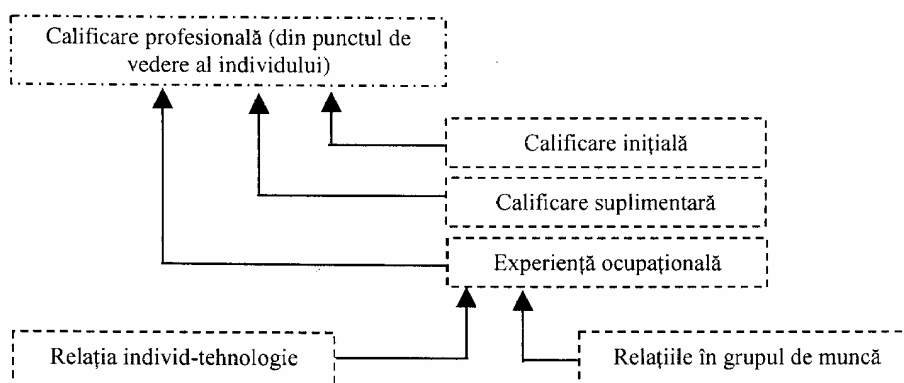 Calificare profesională (din punctul de
vedere al individului)
Calificare inițială
Calificare suplimentară
Experiență ocupațională
Relația individ-tehnologie
Relațiile în grupul de muncă